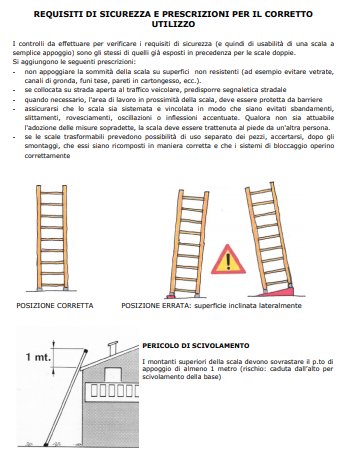 REQUISITI DI SICUREZZA E PRESCRIZIONI PER IL CORRETTO
UTILIZZO
I controlli da effettuare per verificare i requisiti di sicurezza (e quindi di usabilità di una scala a
semplice appoggio) sono gli stessi di quelli già esposti in precedenza per le scale doppie.
Si aggiungono le seguenti prescrizioni:
- non appoggiare la sommità della scala su superfici non resistenti (ad esempio evitare vetrate,
canali di gronda, funi tese, pareti in cartongesso, ecc.).
- se collocata su strada aperta al traffico veicolare, predisporre segnaletica stradale
- quando necessario, l'area di lavoro in prossimità della scala, deve essere protetta da barriere
- assicurarsi che la scala sia sistemata e vincolata in modo che siano evitati sbandamenti,
slittamenti, rovesciamenti, oscillazioni o inflessioni accentuate. Qualora non sia attuabile
l'adozione delle misure sopradette, la scala deve essere trattenuta al piede da un'altra persona.
- se le scale trasformabili prevedono possibilità di uso separato dei pezzi, accertarsi, dopo gli
smontaggi, che essi siano ricomposti in maniera corretta e che i sistemi di bloccaggio operino
correttamente
POSIZIONE CORRETTA
POSIZIONE ERRATA: superficie inclinata lateralmente
!
1 mt.
PERICOLO DI SCIVOLAMENTO
I montanti superiori della scala devono sovrastare il p.to di
appoggio di almeno 1 metro (rischio: caduta dall'alto per
scivolamento della base)